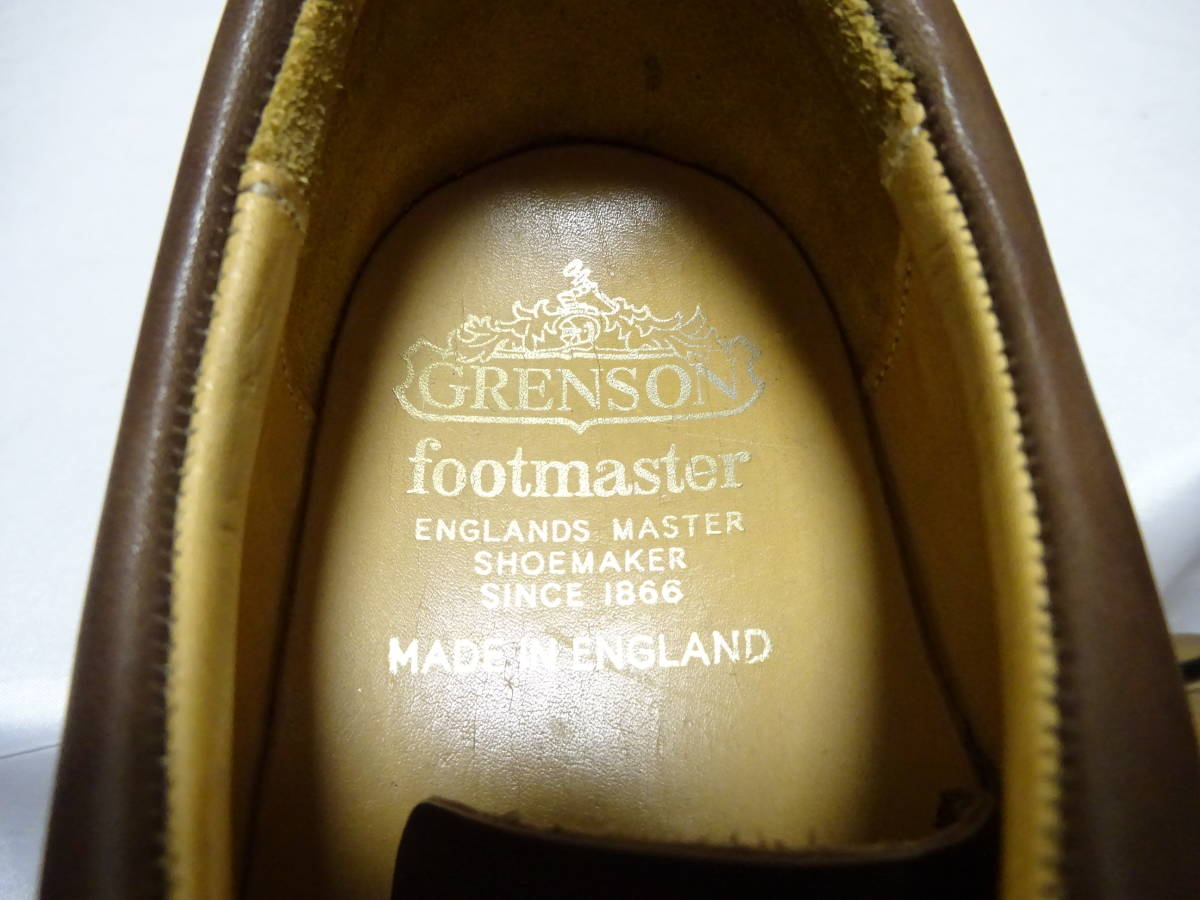 GRENSON
footmaster
ENGLANDS MASTER
SHOEMAKER
SINCE 1866
MADE IN ENGLAND